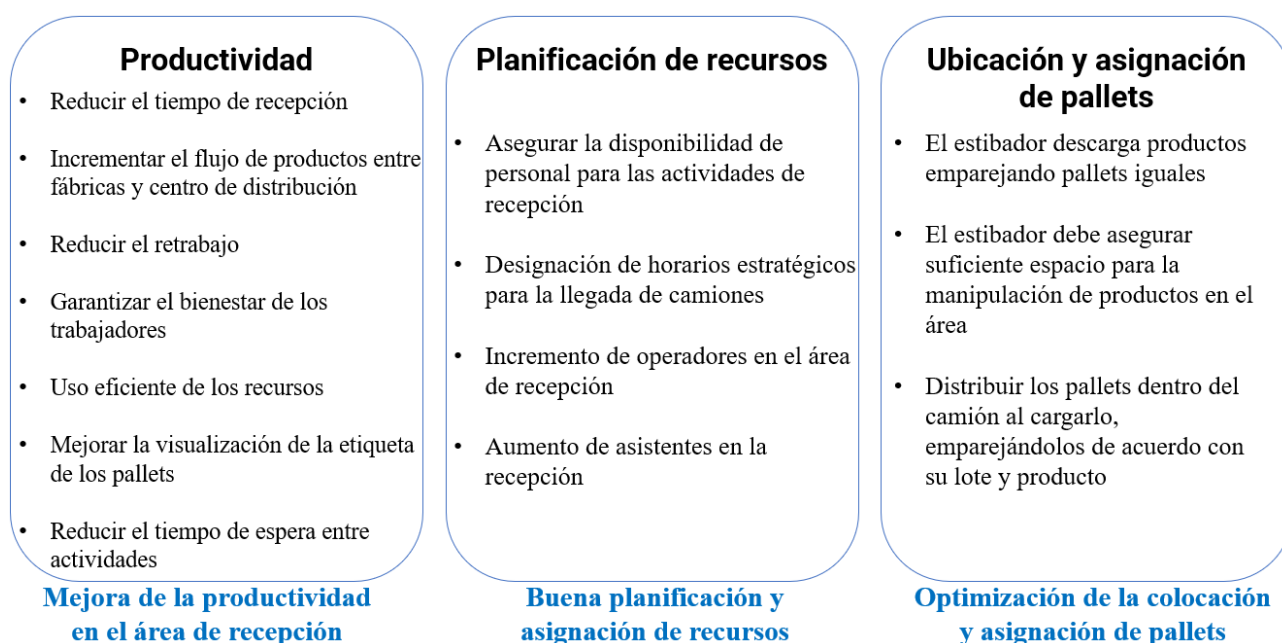 Productividad
• Reducir el tiempo de recepción
• Incrementar el flujo de productos entre
fábricas y centro de distribución
• Reducir el retrabajo
• Garantizar el bienestar de los
trabajadores
• Uso eficiente de los recursos
• Mejorar la visualización de la etiqueta
de los pallets
• Reducir el tiempo de espera entre
actividades
Mejora de la productividad
en el área de recepción
Planificación de recursos
• Asegurar la disponibilidad de
personal para las actividades de
recepción
• Designación de horarios estratégicos
para la llegada de camiones
• Incremento de operadores en el área
de recepción
• Aumento de asistentes en la
recepción
Buena planificación y
asignación de recursos
Ubicación y asignación
de pallets
• El estibador descarga productos
emparejando pallets iguales
• El estibador debe asegurar
suficiente espacio para la
manipulación de productos en el
área
• Distribuir los pallets dentro del
camión al cargarlo,
emparejándolos de acuerdo con
su lote y producto
Optimización de la colocación
y asignación de pallets